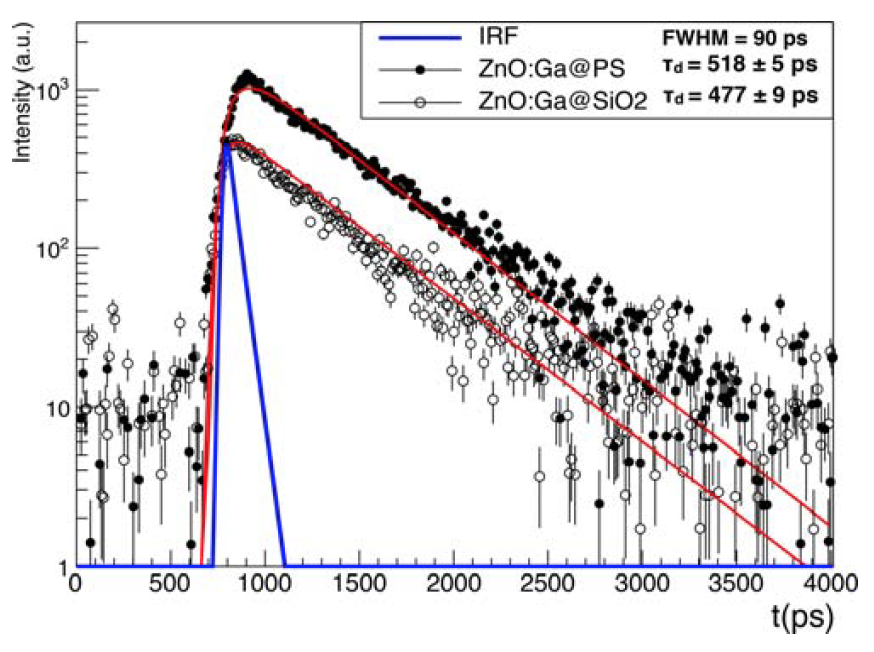 Intensity (a.u.)
IRF FWHM = 90 ps
ZnO:Ga@PS τd = 518 ± 5 ps
ZnO:Ga@SiO2 τd = 477 ± 9 ps
10³
10²
10
1
0 500 1000 1500 2000 2500 3000 3500 4000
t(ps)